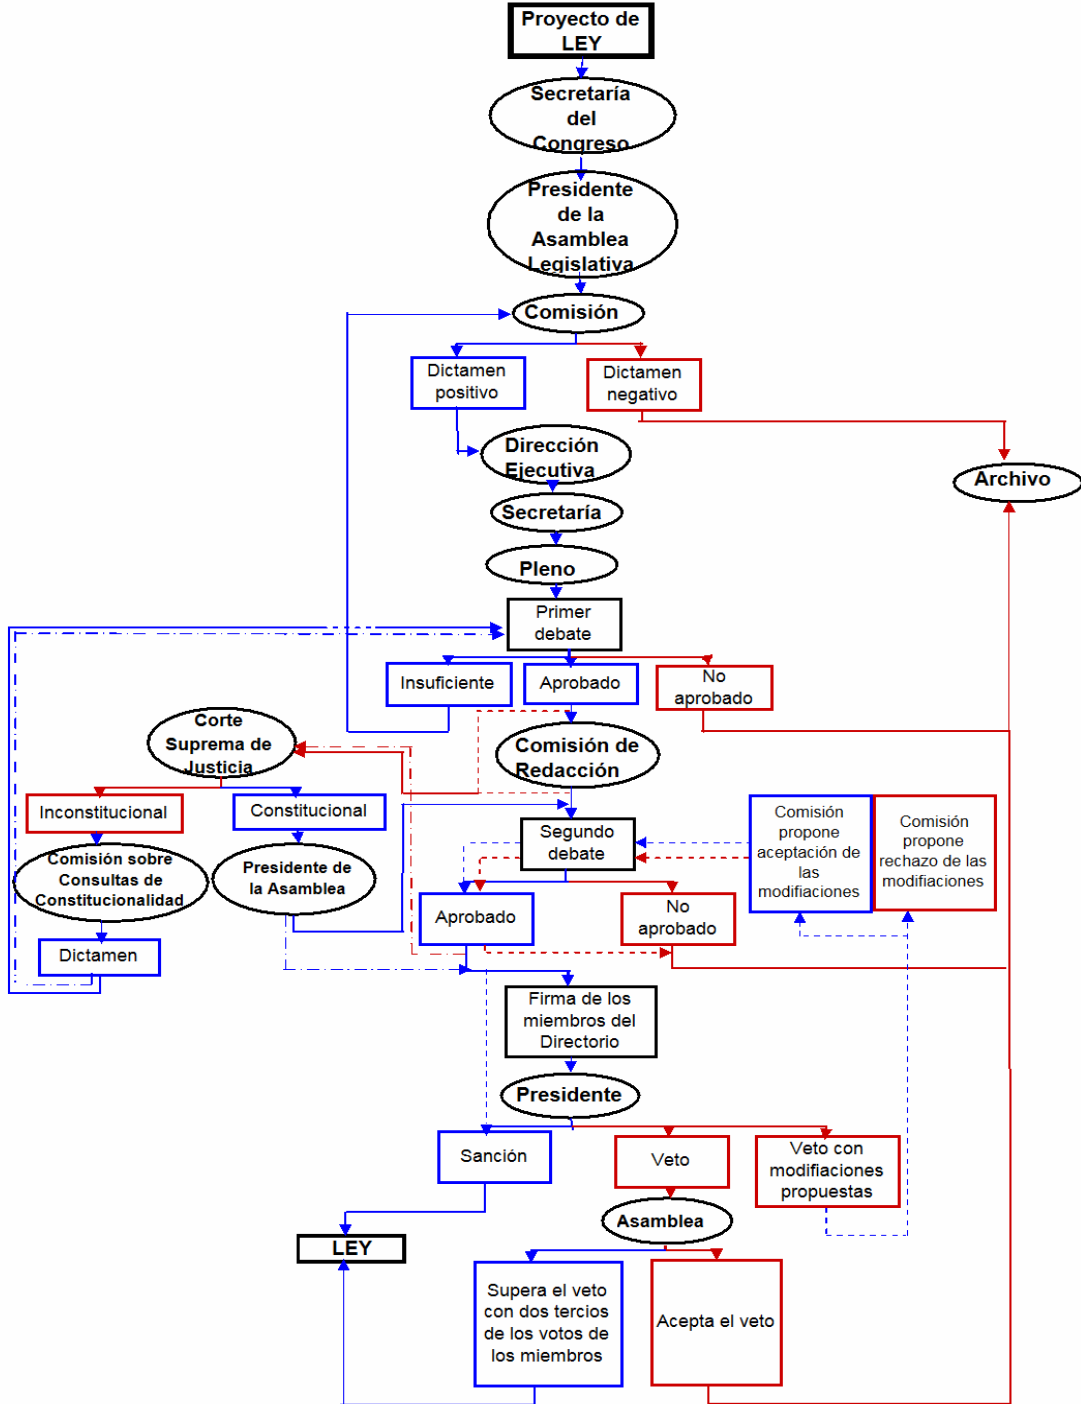 Proyecto de
LEY
Secretaría
del
Congreso
Presidente
de la
Asamblea
Legislativa
Comisión
Dictamen
positivo
Dictamen
negativo
Dirección
Ejecutiva
Archivo
Secretaría
Pleno
Primer
debate
Insuficiente
Aprobado
No
aprobado
Corte
Suprema de
Justicia
Comisión de
Redacción
Inconstitucional
Constitucional
Segundo
debate
Comisión
propone
aceptación de
las
modifiaciones
Comisión
propone
rechazo de las
modifiaciones
Comisión sobre
Consultas de
Constitucionalidad
Presidente de
la Asamblea
Aprobado
No
aprobado
Dictamen
Firma de los
miembros del
Directorio
Presidente
Sanción
Veto
Veto con
modifiaciones
propuestas
Asamblea
LEY
Supera el veto
con dos tercios
de los votos de
los miembros
Acepta el veto